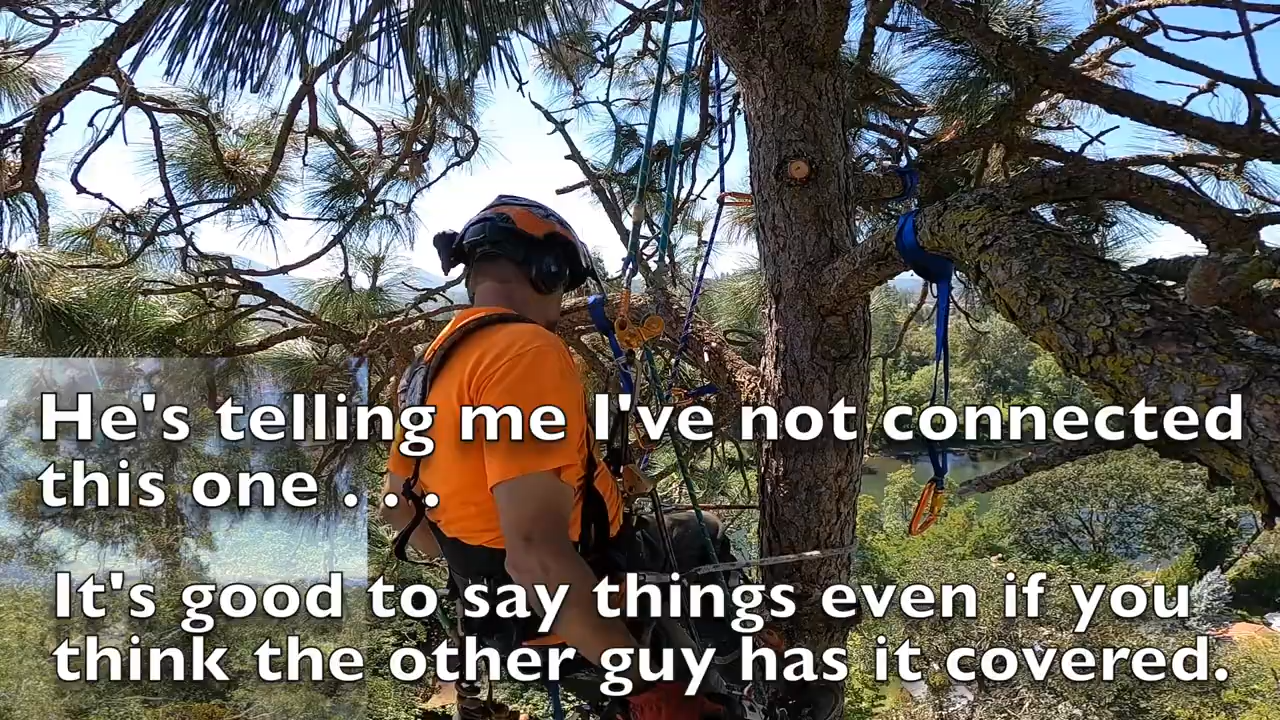 He's telling me I've not connected
this one . . .
It's good to say things even if you
think the other guy has it covered.